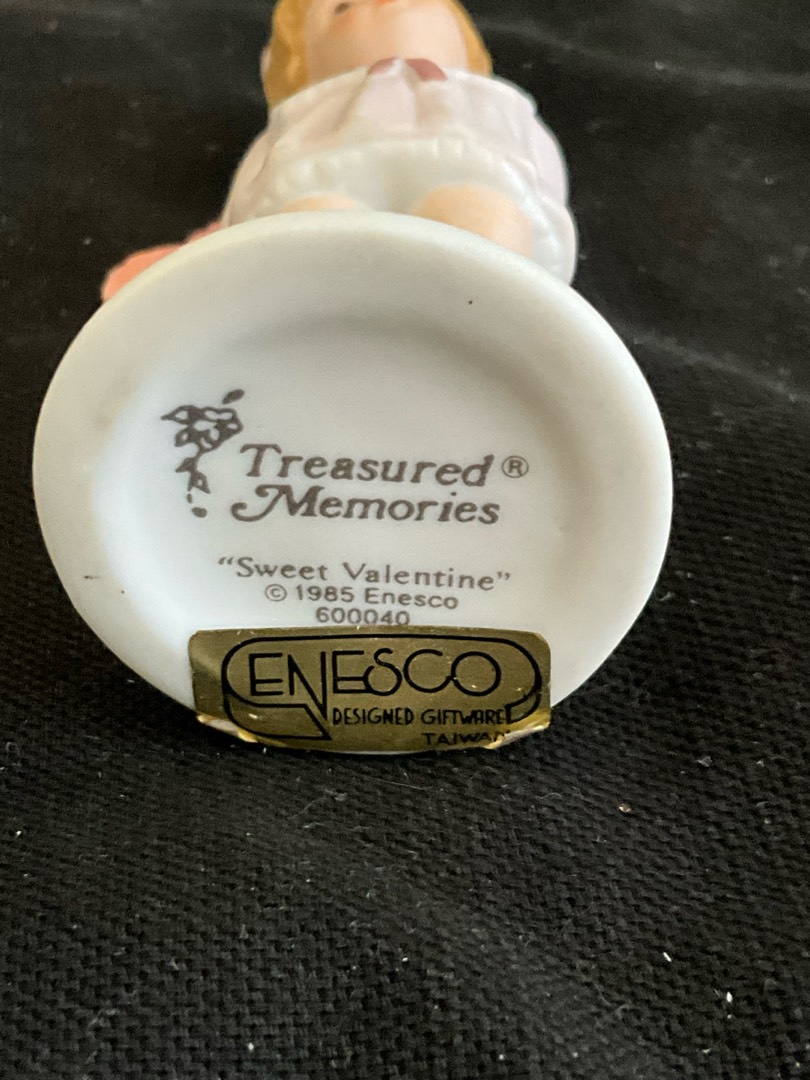 Treasured ®
Memories
“Sweet Valentine”
© 1985 Enesco
600040
ENESCO
DESIGNED GIFTWARE
TAIWAN